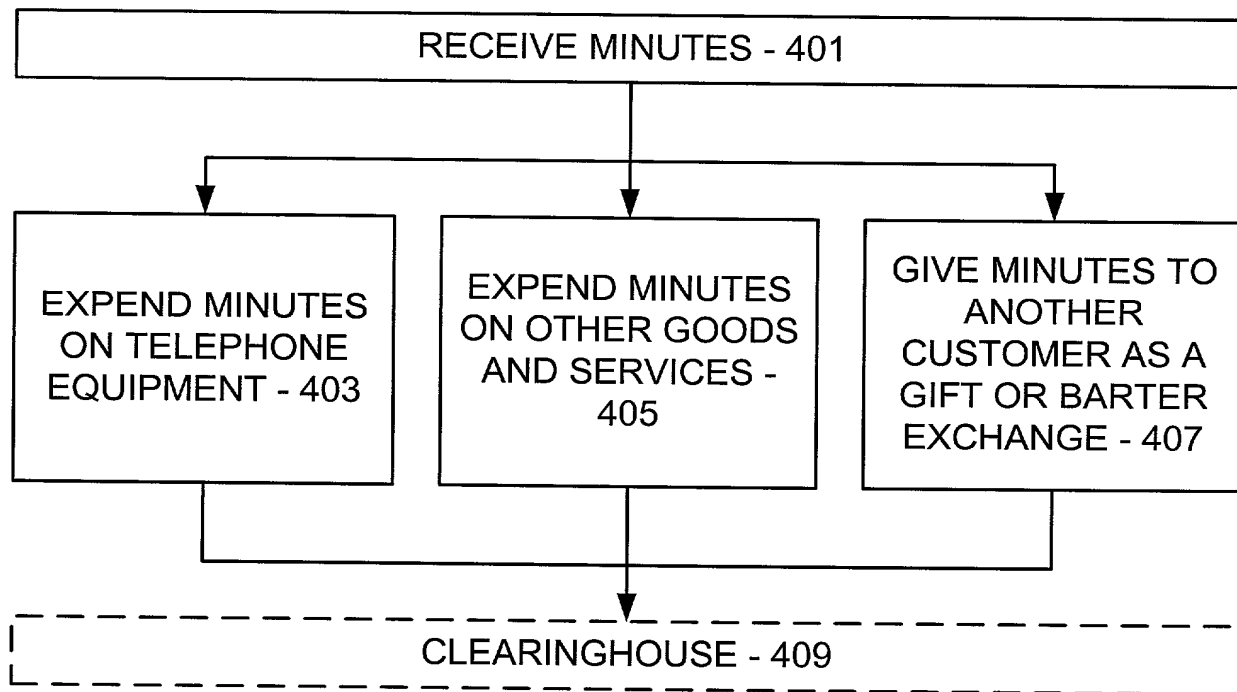 RECEIVE MINUTES - 401
EXPEND MINUTES
ON TELEPHONE
EQUIPMENT - 403
EXPEND MINUTES
ON OTHER GOODS
AND SERVICES -
405
GIVE MINUTES TO
ANOTHER
CUSTOMER AS A
GIFT OR BARTER
EXCHANGE - 407
CLEARINGHOUSE - 409